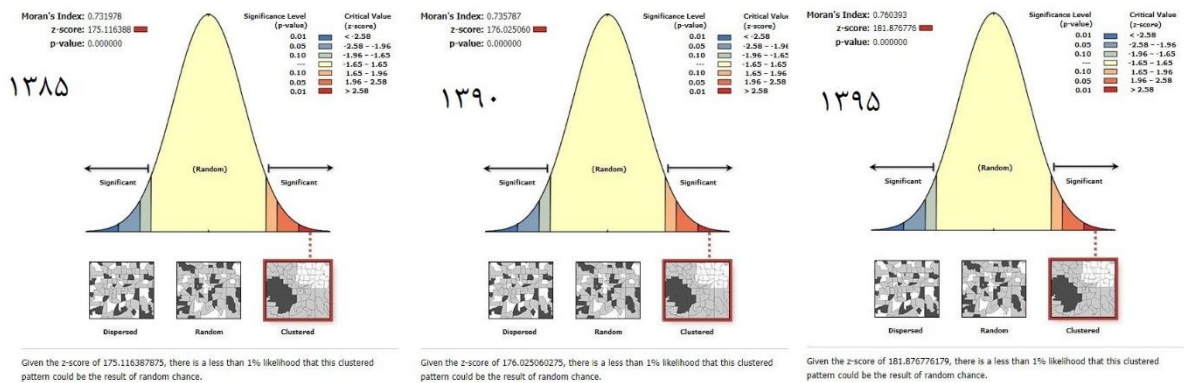 Moran's Index: 0.731978
z-score: 175.116388
p-value: 0.000000
Significance Level
(p-value)
Critical Value
(z-score)
0.01 < -2.58
0.05 -2.58 - -1.96
0.10 -1.96 - -1.65
--- -1.65 - 1.65
0.10 1.65 - 1.96
0.05 1.96 - 2.58
0.01 > 2.58
۱۳۸۵
(Random)
Significant
Significant
Dispersed
Random
Clustered
Given the z-score of 175.116387875, there is a less than 1% likelihood that this clustered
pattern could be the result of random chance.
Moran's Index: 0.735787
z-score: 176.025060
p-value: 0.000000
Significance Level
(p-value)
Critical Value
(z-score)
0.01 < -2.58
0.05 -2.58 - -1.96
0.10 -1.96 - -1.65
--- -1.65 - 1.65
0.10 1.65 - 1.96
0.05 1.96 - 2.58
0.01 > 2.58
۱۳۹۰
(Random)
Significant
Significant
Dispersed
Random
Clustered
Given the z-score of 176.025060275, there is a less than 1% likelihood that this clustered
pattern could be the result of random chance.
Moran's Index: 0.760393
z-score: 181.876776
p-value: 0.000000
Significance Level
(p-value)
Critical Value
(z-score)
0.01 < -2.58
0.05 -2.58 - -1.96
0.10 -1.96 - -1.65
--- -1.65 - 1.65
0.10 1.65 - 1.96
0.05 1.96 - 2.58
0.01 > 2.58
۱۳۹۵
(Random)
Significant
Significant
Dispersed
Random
Clustered
Given the z-score of 181.876776179, there is a less than 1% likelihood that this clustered
pattern could be the result of random chance.